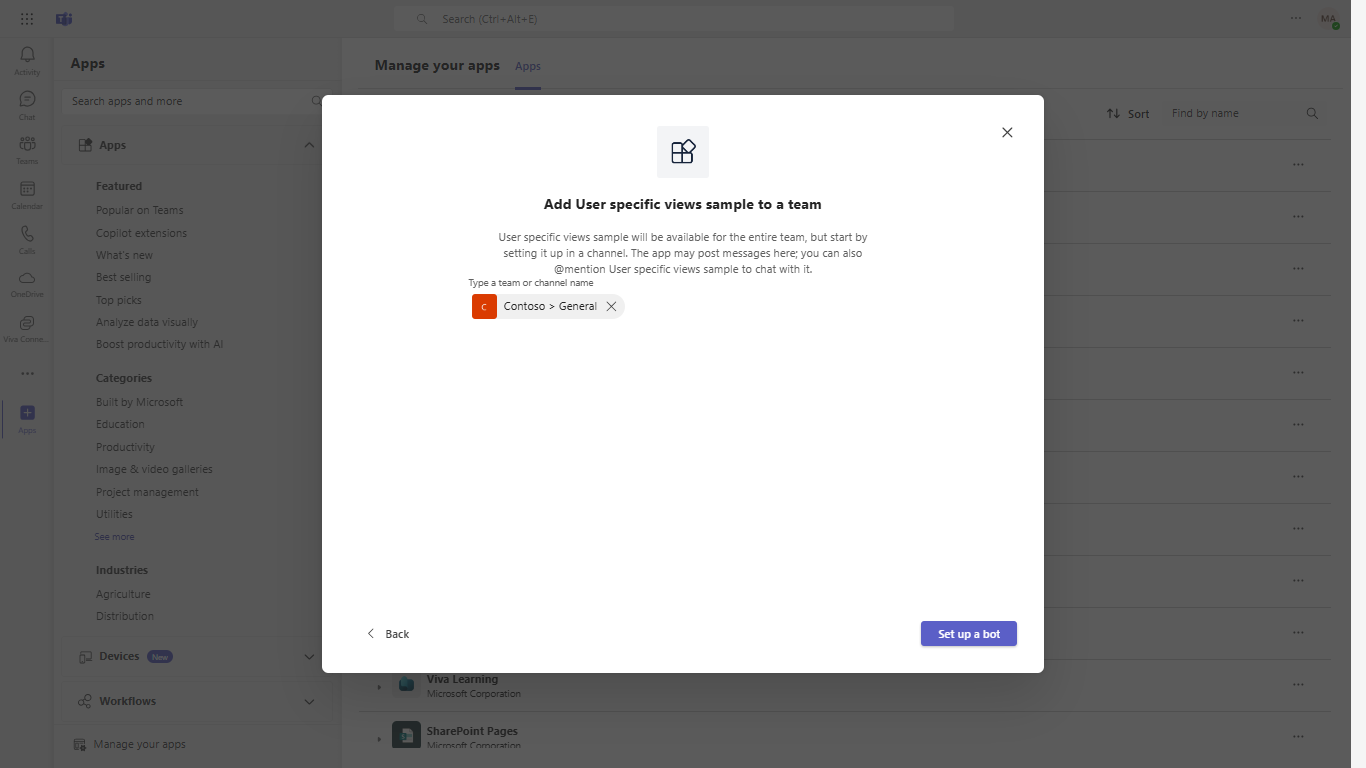 Search (Ctrl+Alt+E)
MA
Activity
Chat
Teams
Calendar
Calls
OneDrive
Viva Conne...
Apps
Apps
Search apps and more
Apps
Featured
Popular on Teams
Copilot extensions
What's new
Best selling
Top picks
Analyze data visually
Boost productivity with AI
Categories
Built by Microsoft
Education
Productivity
Image & video galleries
Project management
Utilities
See more
Industries
Agriculture
Distribution
Devices New
Workflows
Manage your apps
Manage your apps Apps
Sort Find by name
Add User specific views sample to a team
User specific views sample will be available for the entire team, but start by
setting it up in a channel. The app may post messages here; you can also
@mention User specific views sample to chat with it.
Type a team or channel name
C Contoso > General
Back
Set up a bot
Viva Learning
Microsoft Corporation
SharePoint Pages
Microsoft Corporation